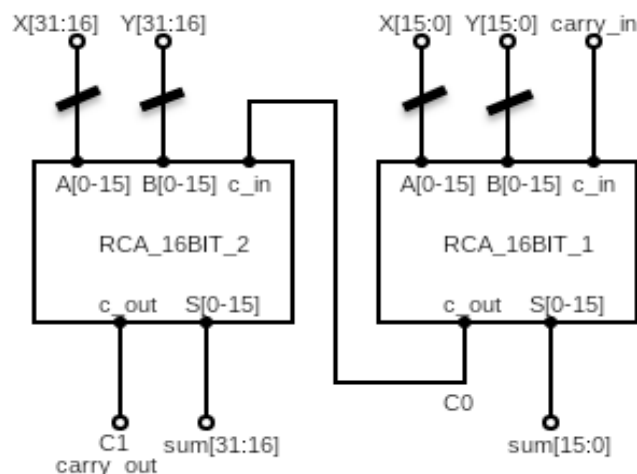 X[31:16] Y[31:16] X[15:0] Y[15:0] carry_in
A[0-15] B[0-15] c_in
RCA_16BIT_2
c_out S[0-15]
A[0-15] B[0-15] c_in
RCA_16BIT_1
c_out S[0-15]
C0
C1
carry_out
sum[31:16]
sum[15:0]